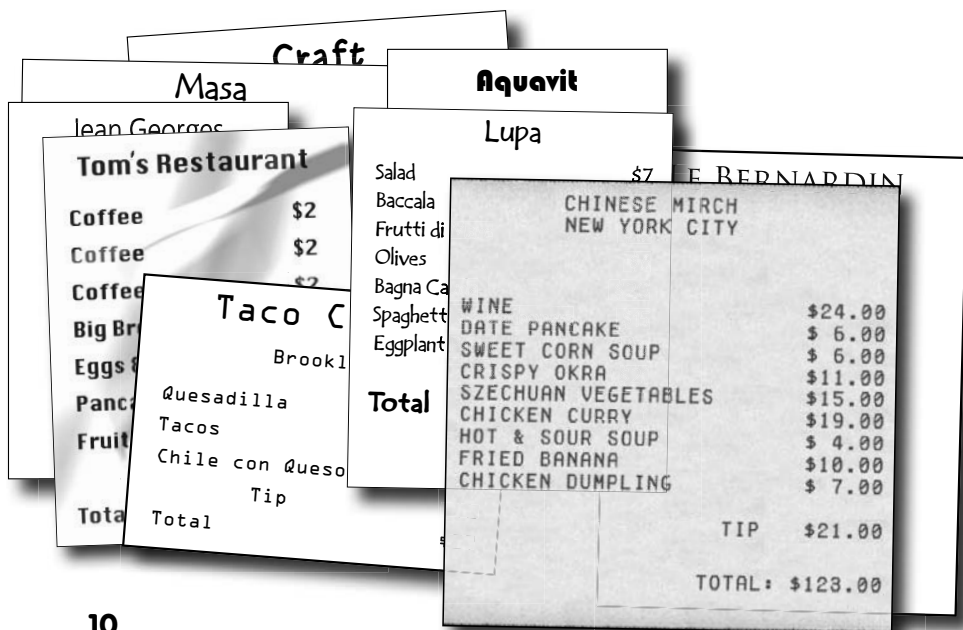 Craft
Masa
Aquavit
Jean Georges
Lupa
Tom's Restaurant
Salad $7
BERNARDIN
Baccala
CHINESE MIRCH
Coffee $2
Frutti di
NEW YORK CITY
Coffee $2
Olives
Coffee $2
Bagna
Taco
Spaghett
WINE $24.00
Big
Eggplant
DATE PANCAKE $ 6.00
Brookl
SWEET CORN SOUP $ 6.00
Eggs
CRISPY OKRA $11.00
Quesadilla
Total
SZECHUAN VEGETABLES $15.00
Panca
Tacos
CHICKEN CURRY $19.00
Fruit
HOT & SOUR SOUP $ 4.00
Chile con Queso
FRIED BANANA $10.00
Tip
CHICKEN DUMPLING $ 7.00
Tota
Total
TIP $21.00
TOTAL: $123.00
10